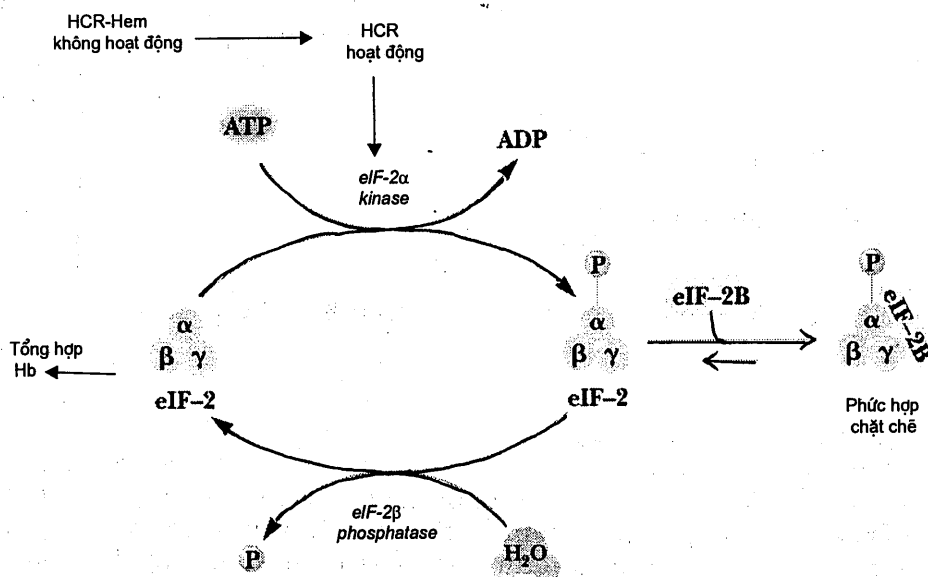 HCR-Hem
không hoạt động
HCR
hoạt động
ATP
ADP
eIF-2α
kinase
P
α
β γ
eIF-2
eIF-2B
P
α
β γ
eIF-2B
Phức hợp
chặt chẽ
Tổng hợp
Hb
α
β γ
eIF-2
eIF-2β
phosphatase
P
H₂O